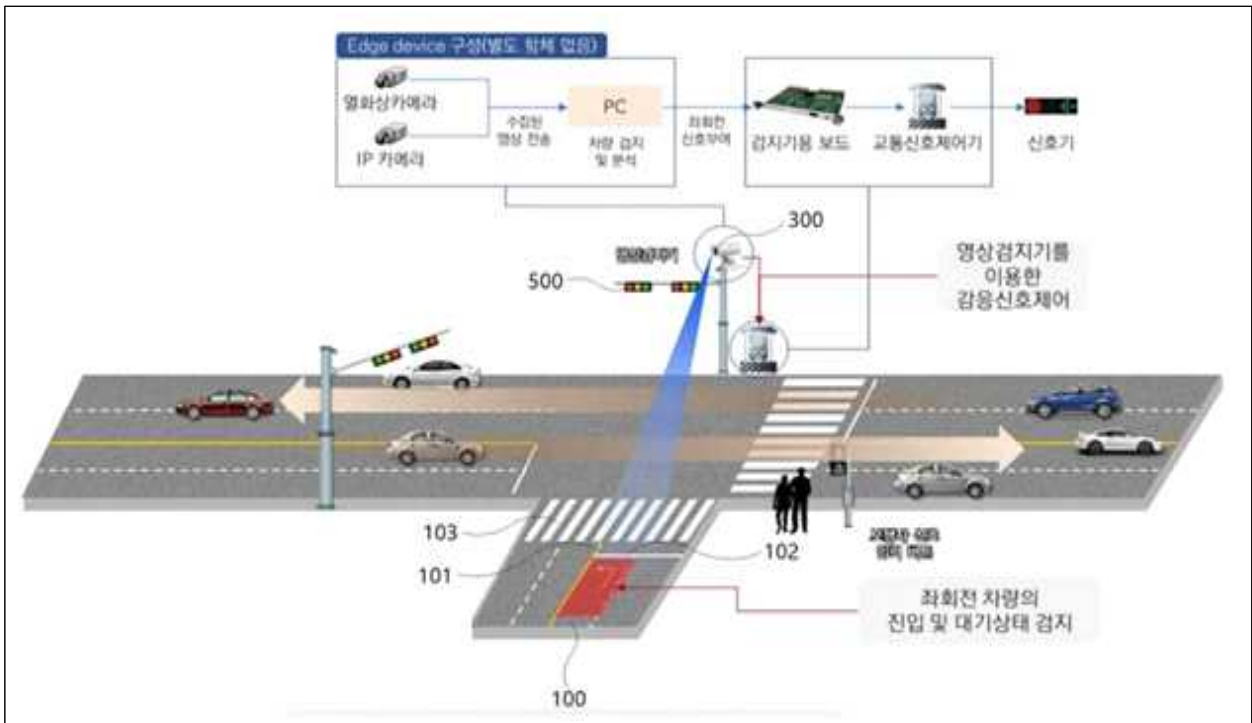 Edge device 구성(별도 함체 없음)
열화상카메라
IP 카메라
수집된
영상 전송
PC
차량 검지
및 분석
좌회전
신호부여
검지기용 보드
교통신호제어기
신호기
300
500
영상검지기를
이용한
감응신호제어
103
101
102
좌회전 차량의
진입 및 대기상태 검지
100